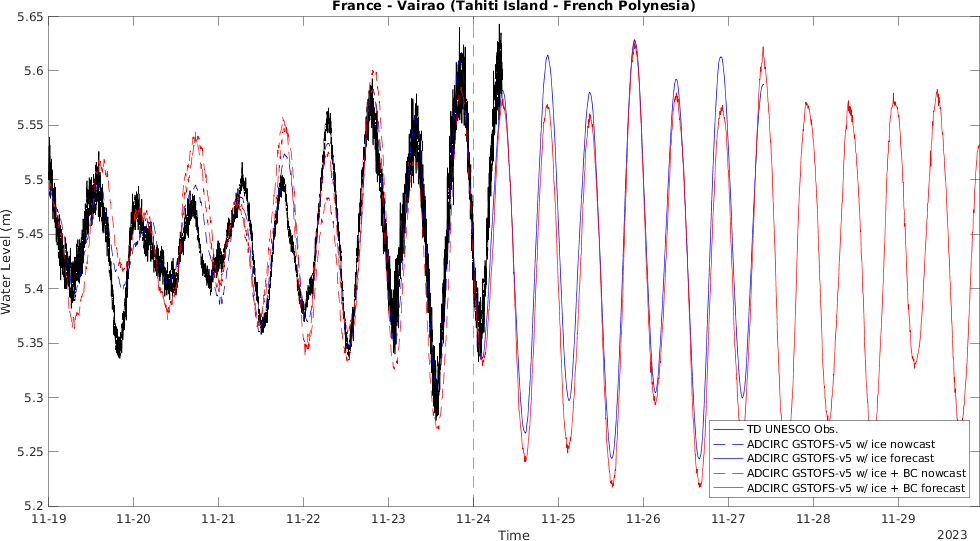 France - Vairao (Tahiti Island - French Polynesia)
5.65
5.6
5.55
5.5
5.45
5.4
5.35
5.3
5.25
5.2
Water Level (m)
TD UNESCO Obs.
ADCIRC GSTOFS-v5 w/ ice nowcast
ADCIRC GSTOFS-v5 w/ ice forecast
ADCIRC GSTOFS-v5 w/ ice + BC nowcast
ADCIRC GSTOFS-v5 w/ ice + BC forecast
11-19 11-20 11-21 11-22 11-23 11-24 11-25 11-26 11-27 11-28 11-29
Time
2023